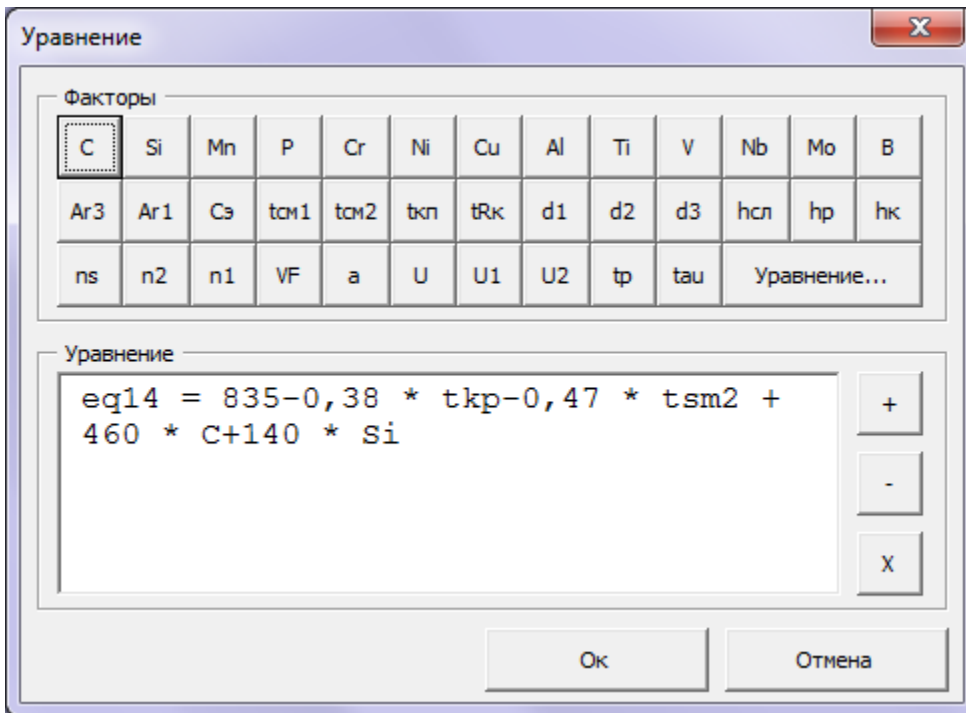 Уравнение
Факторы
C Si Mn P Cr Ni Cu Al Ti V Nb Mo B
Ar3 Ar1 Cэ tсм1 tсм2 tкп tRк d1 d2 d3 hсл hр hк
ns n2 n1 VF a U U1 U2 tp tau Уравнение...
Уравнение
eq14 = 835-0,38 * tkp-0,47 * tsm2 + +
460 * C+140 * Si
-
X
Ок Отмена